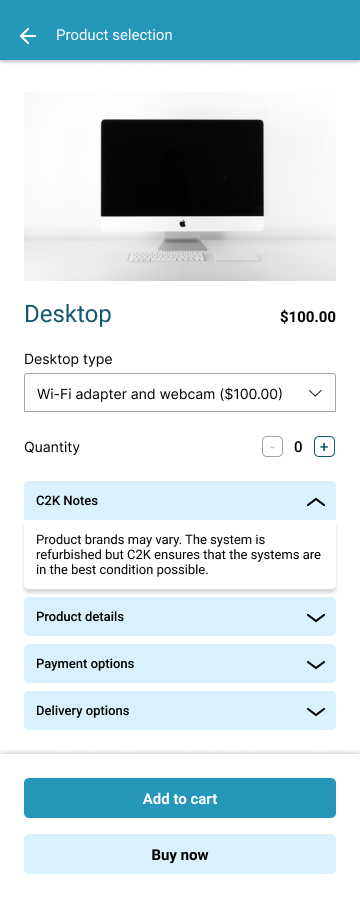 Product selection
Desktop
$100.00
Desktop type
Wi-Fi adapter and webcam ($100.00)
Quantity
- 0 +
C2K Notes
Product brands may vary. The system is
refurbished but C2K ensures that the systems are
in the best condition possible.
Product details
Payment options
Delivery options
Add to cart
Buy now